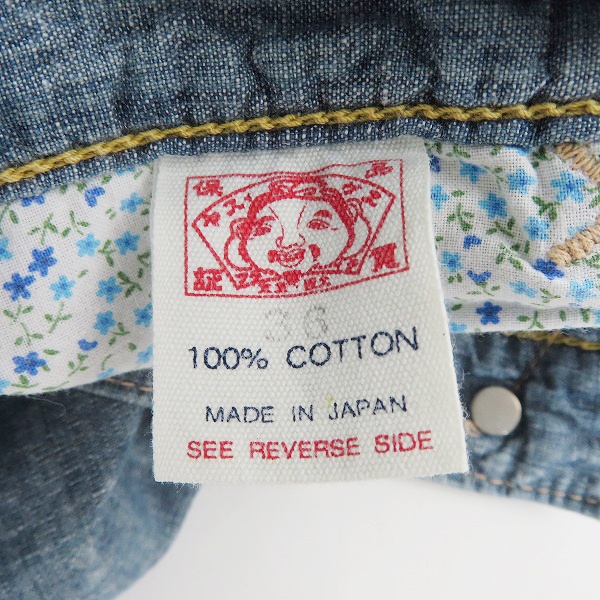 36
100% COTTON
MADE IN JAPAN
SEE REVERSE SIDE